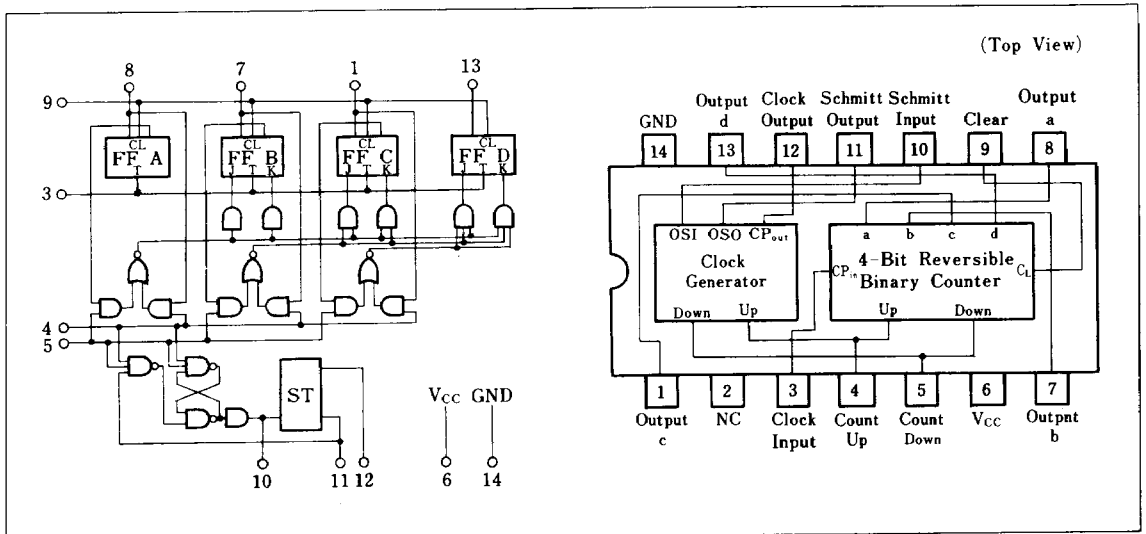 8 7 1 13
9
CL CL CL CL
FF A FF B FF C FF D
T J T K J T K J T K
3
4
5
ST
VCC GND
10 11 12 6 14
(Top View)
Output Clock Schmitt Schmitt Output
GND d Output Output Input Clear a
14 13 12 11 10 9 8
OSI OSO CPout a b c d
Clock CPin 4-Bit Reversible CL
Generator Binary Counter
Down Up Up Down
1 2 3 4 5 6 7
Output NC Clock Count Count VCC Outpnt
c Input Up Down b